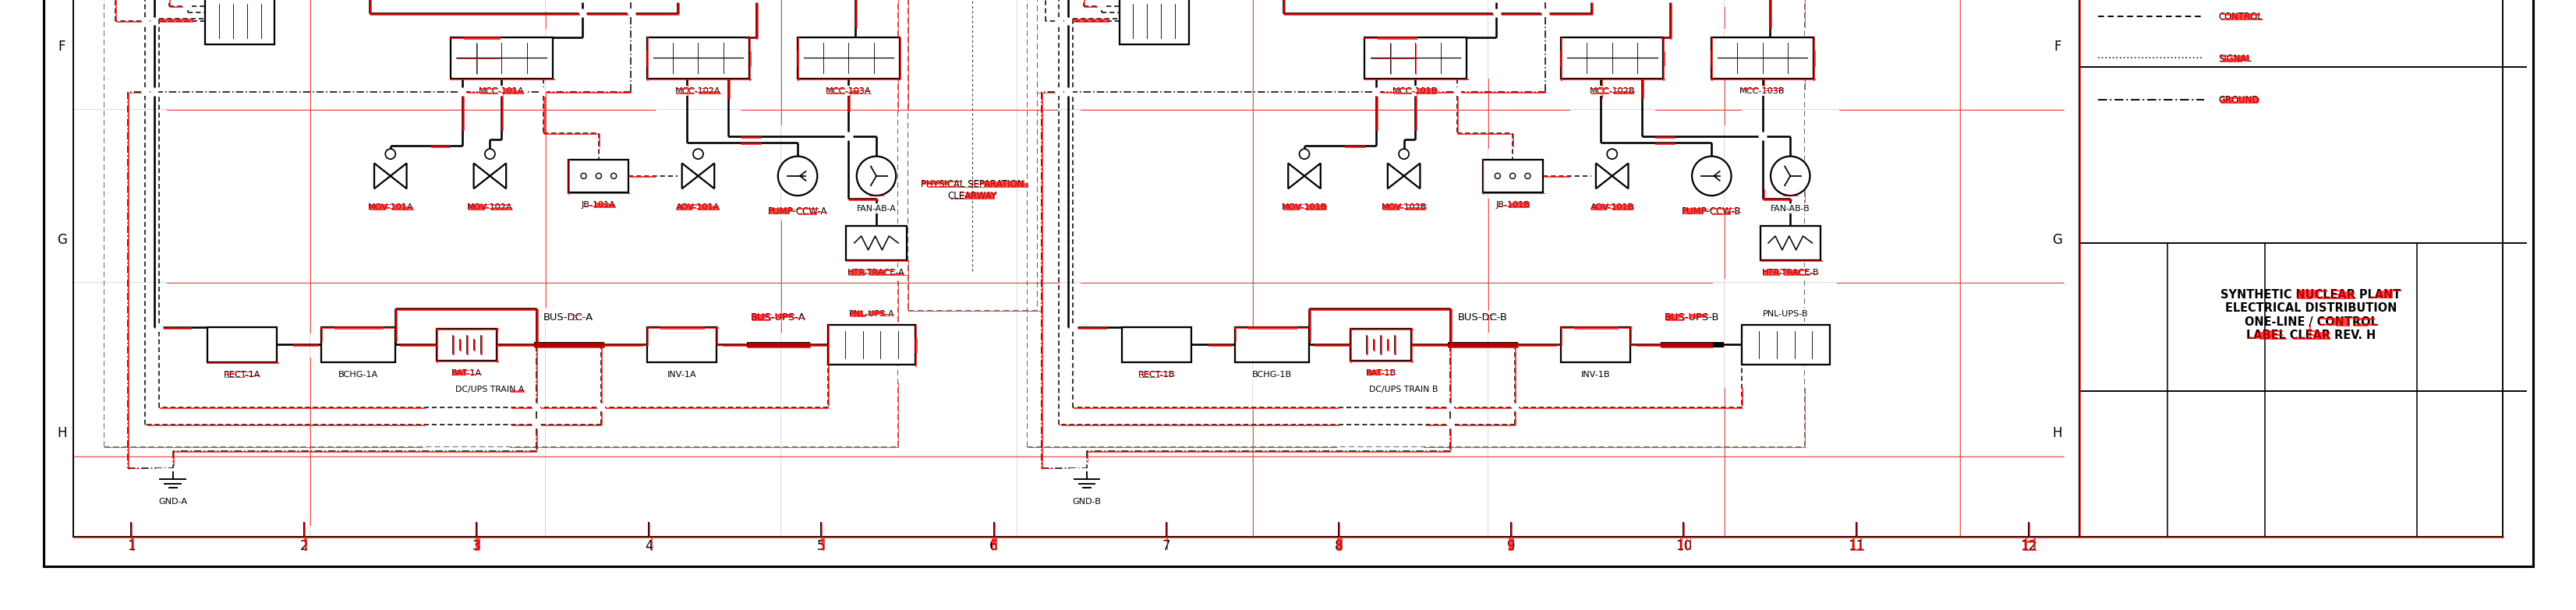 CONTROL
F
F
SIGNAL
MCC-101A
MCC-102A
MCC-103A
MCC-101B
MCC-102B
MCC-103B
GROUND
PHYSICAL SEPARATION
CLEARWAY
MOV-101A
MOV-102A
JB-101A
AOV-101A
PUMP-CCW-A
FAN-AB-A
MOV-101B
MOV-102B
JB-101B
AOV-101B
PUMP-CCW-B
FAN-AB-B
G
G
HTR-TRACE-A
HTR-TRACE-B
SYNTHETIC NUCLEAR PLANT
ELECTRICAL DISTRIBUTION
ONE-LINE / CONTROL
LABEL CLEAR REV. H
BUS-DC-A
BUS-UPS-A
PNL-UPS-A
BUS-DC-B
BUS-UPS-B
PNL-UPS-B
RECT-1A
BCHG-1A
BAT-1A
INV-1A
RECT-1B
BCHG-1B
BAT-1B
INV-1B
DC/UPS TRAIN A
DC/UPS TRAIN B
H
H
GND-A
GND-B
1 2 3 4 5 6 7 8 9 10 11 12